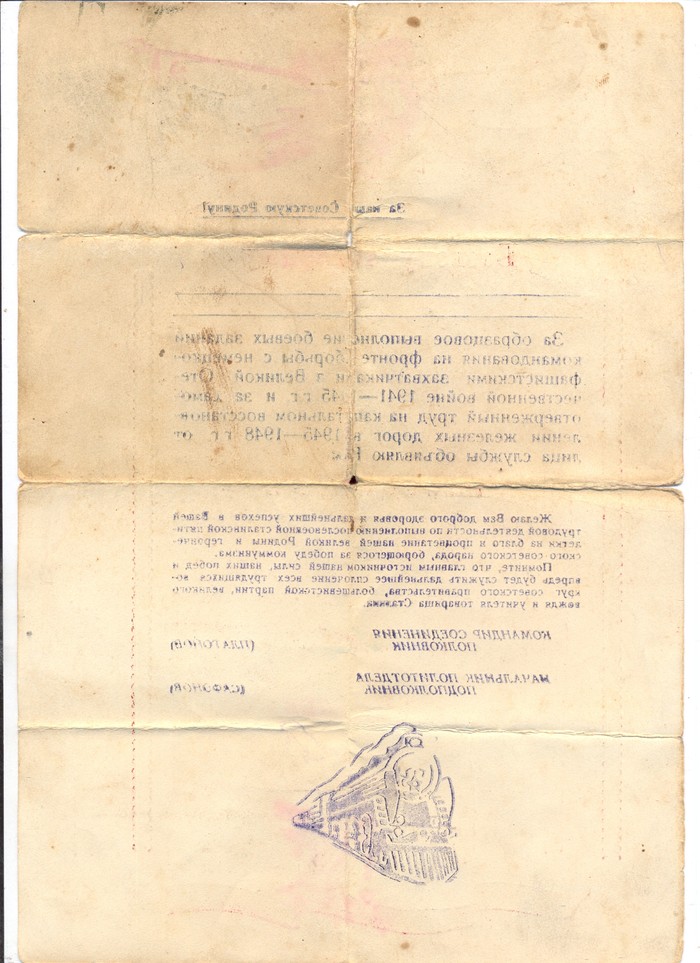 За нашу Советскую Родину!
За образцовое выполнение боевых заданий
командования на фронте борьбы с немецко-
фашистскими захватчиками в Великой Оте-
чественной войне 1941—1945 г г. и за само-
отверженный труд на капитальном восстанов-
лении железных дорог в 1945—1948 г г. от
лица службы объявляю Вам
Желаю Вам доброго здоровья и дальнейших успехов в Вашей
трудовой деятельности по выполнению послевоенной сталинской пяти-
летки на благо и процветание нашей великой Родины и героиче-
ского советского народа, борющегося за победу коммунизма.
Помните, что главным источником нашей силы, наших побед и
впредь будет служить дальнейшее сплочение всех трудящихся во-
круг советского правительства, большевистской партии, великого
вождя и учителя товарища Сталина.
КОМАНДИР СОЕДИНЕНИЯ
ПОЛКОВНИК (ПЛАТОНОВ)
НАЧАЛЬНИК ПОЛИТОТДЕЛА
ПОДПОЛКОВНИК (САФОНОВ)